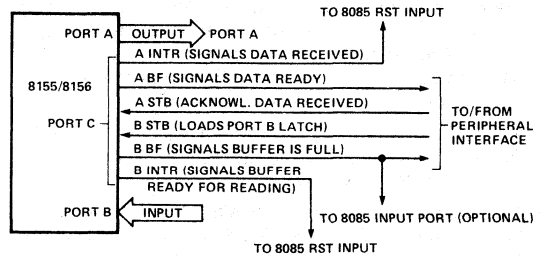 TO 8085 RST INPUT
PORT A OUTPUT PORT A
A INTR (SIGNALS DATA RECEIVED)
A BF (SIGNALS DATA READY)
8155/8156
A STB (ACKNOWL. DATA RECEIVED)
PORT C
B STB (LOADS PORT B LATCH)
TO/FROM
PERIPHERAL
INTERFACE
B BF (SIGNALS BUFFER IS FULL)
B INTR (SIGNALS BUFFER
READY FOR READING)
PORT B INPUT
TO 8085 INPUT PORT (OPTIONAL)
TO 8085 RST INPUT